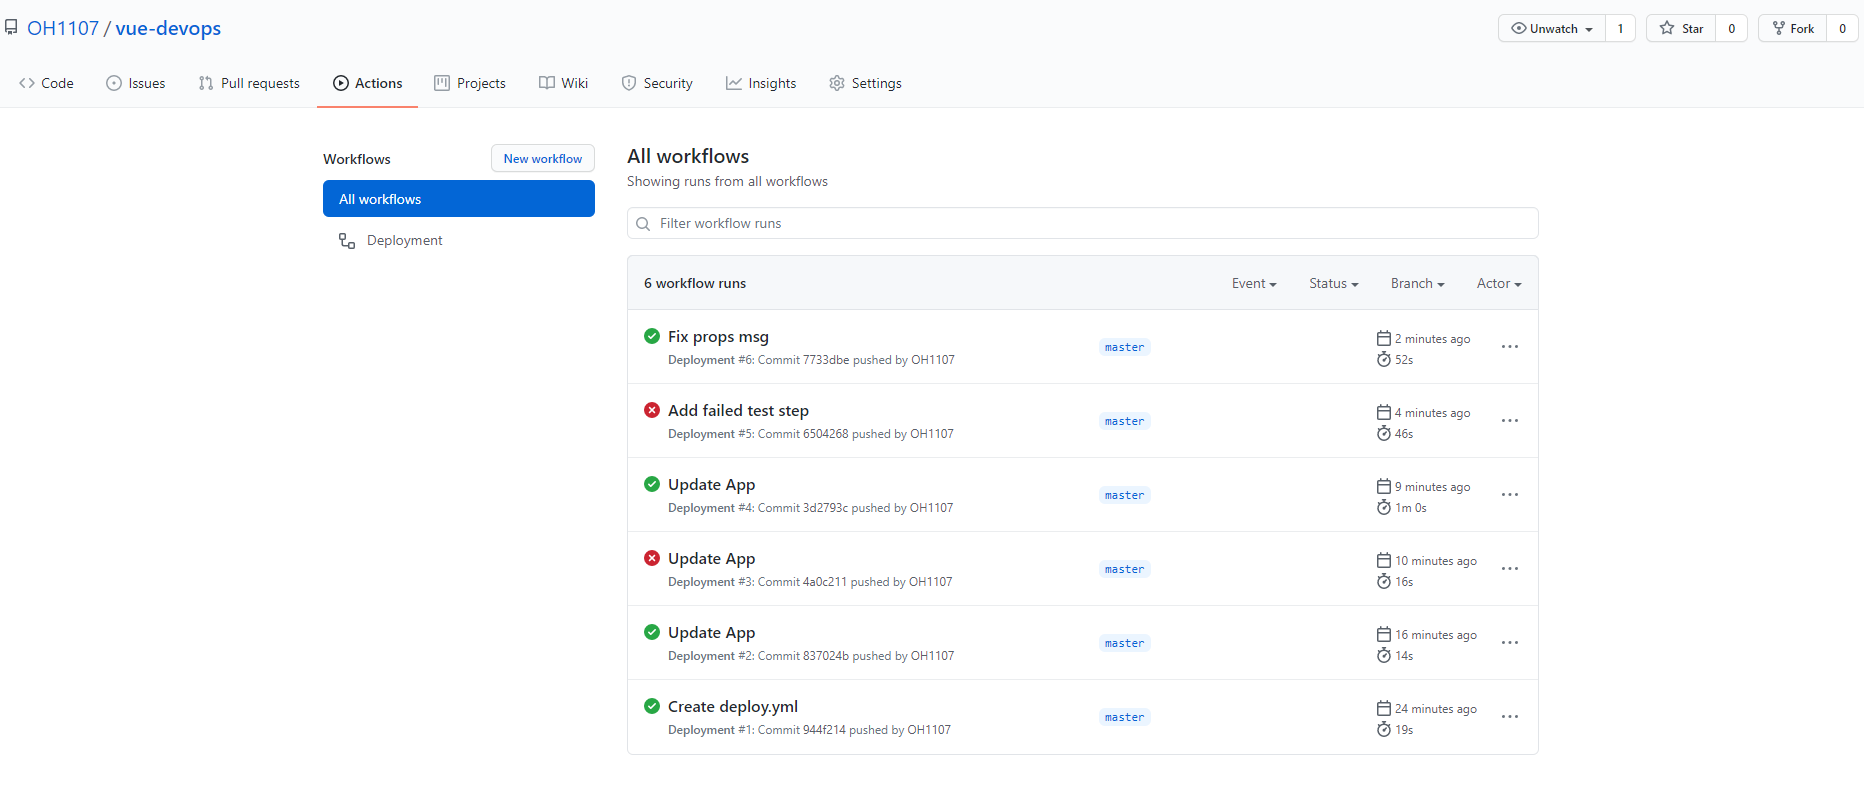 OH1107 / vue-devops
Unwatch 1 Star 0 Fork 0
Code Issues Pull requests Actions Projects Wiki Security Insights Settings
Workflows
New workflow
All workflows
Deployment
All workflows
Showing runs from all workflows
Filter workflow runs
6 workflow runs Event Status Branch Actor
Fix props msg
Deployment #6: Commit 7733dbe pushed by OH1107
master
2 minutes ago
52s
Add failed test step
Deployment #5: Commit 6504268 pushed by OH1107
master
4 minutes ago
46s
Update App
Deployment #4: Commit 3d2793c pushed by OH1107
master
9 minutes ago
1m 0s
Update App
Deployment #3: Commit 4a0c211 pushed by OH1107
master
10 minutes ago
16s
Update App
Deployment #2: Commit 837024b pushed by OH1107
master
16 minutes ago
14s
Create deploy.yml
Deployment #1: Commit 944f214 pushed by OH1107
master
24 minutes ago
19s